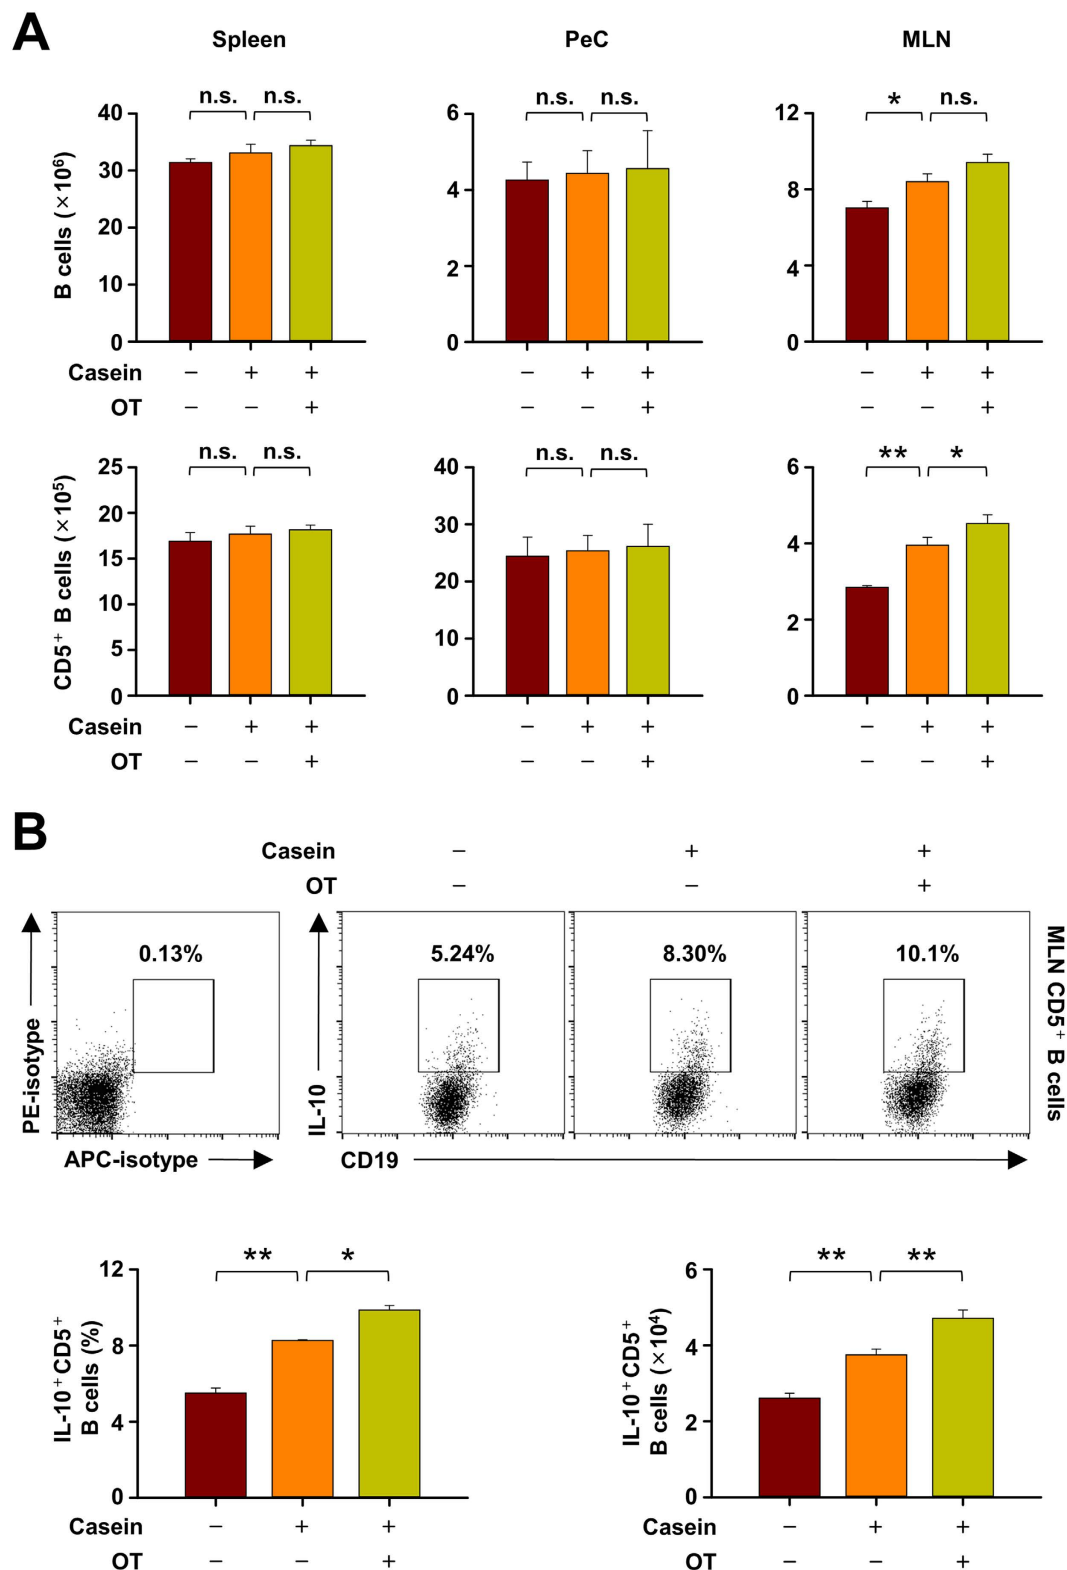 A
Spleen PeC MLN
n.s. n.s. n.s. n.s. * n.s.
B cells (×10⁶)
40
30
20
10
0
6
4
2
0
12
8
4
0
Casein − + + − + + − + +
OT − − + − − + − − +
n.s. n.s. n.s. n.s. ** *
CD5⁺ B cells (×10⁵)
25
20
15
10
5
0
40
30
20
10
0
6
4
2
0
Casein − + + − + + − + +
OT − − + − − + − − +
B
Casein − + +
OT − − +
PE-isotype
0.13%
APC-isotype
IL-10
5.24% 8.30% 10.1%
CD19
MLN CD5⁺ B cells
** *
IL-10⁺CD5⁺
B cells (%)
12
8
4
0
Casein − + +
OT − − +
** **
IL-10⁺CD5⁺
B cells (×10⁴)
6
4
2
0
Casein − + +
OT − − +